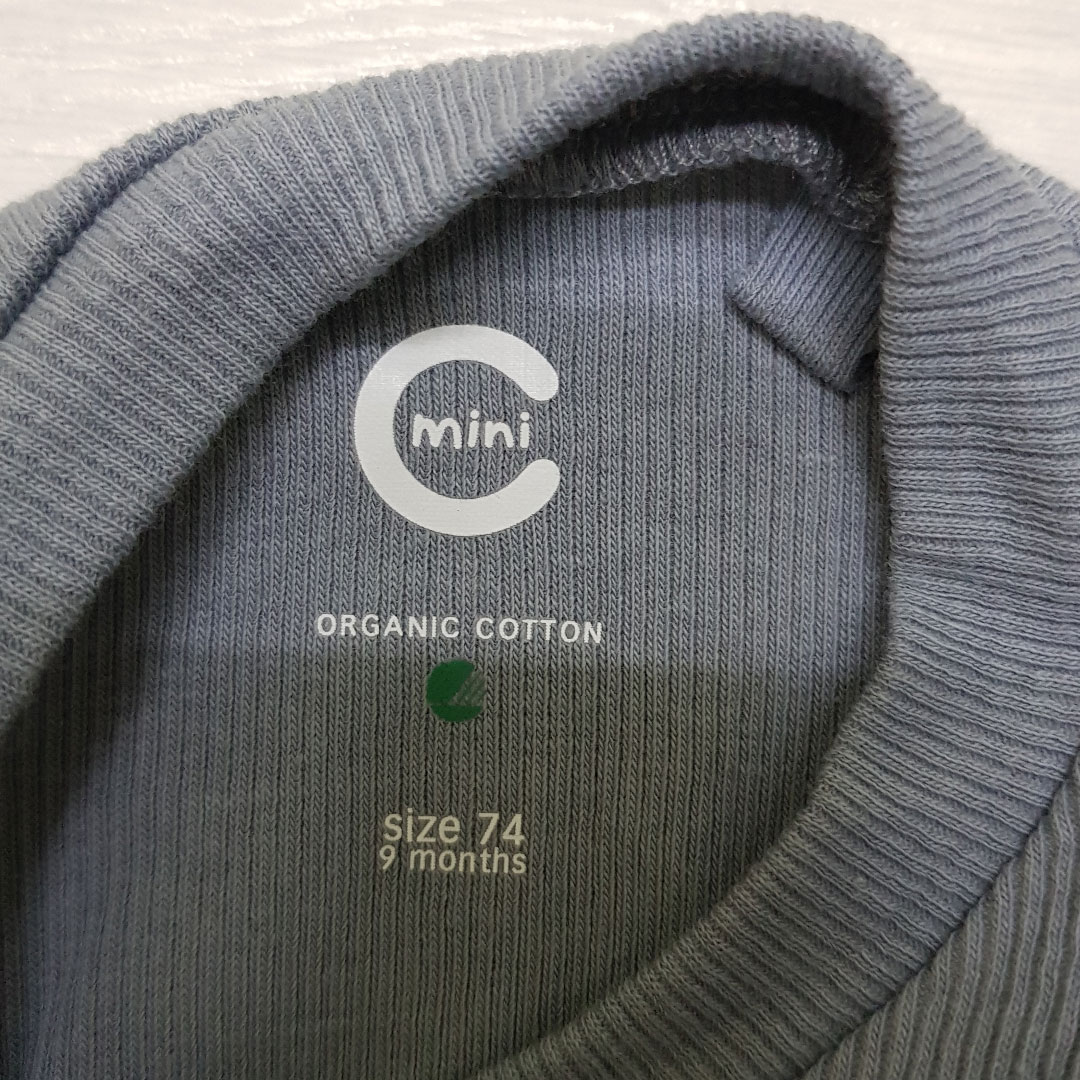 C
mini
ORGANIC COTTON
size 74
9 months